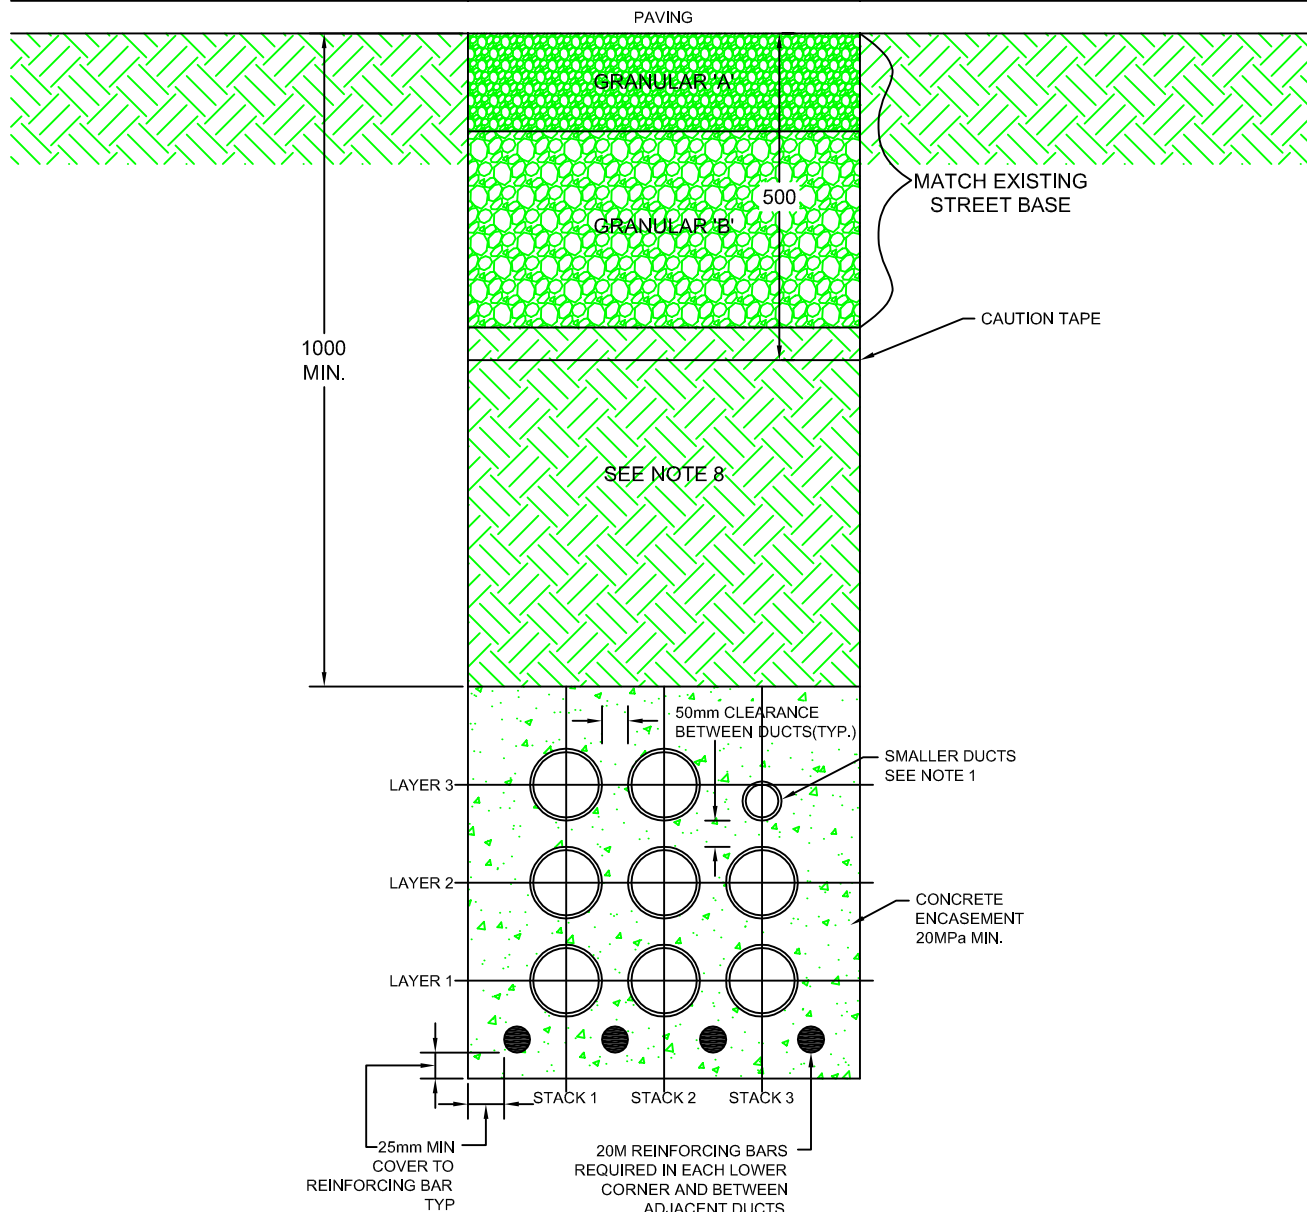 PAVING
GRANULAR 'A'
500
MATCH EXISTING
STREET BASE
GRANULAR 'B'
CAUTION TAPE
1000
MIN.
SEE NOTE 8
50mm CLEARANCE
BETWEEN DUCTS(TYP.)
SMALLER DUCTS
SEE NOTE 1
LAYER 3
LAYER 2
CONCRETE
ENCASEMENT
20MPa MIN.
LAYER 1
STACK 1
STACK 2
STACK 3
25mm MIN
COVER TO
REINFORCING BAR
TYP
20M REINFORCING BARS
REQUIRED IN EACH LOWER
CORNER AND BETWEEN
ADJACENT DUCTS